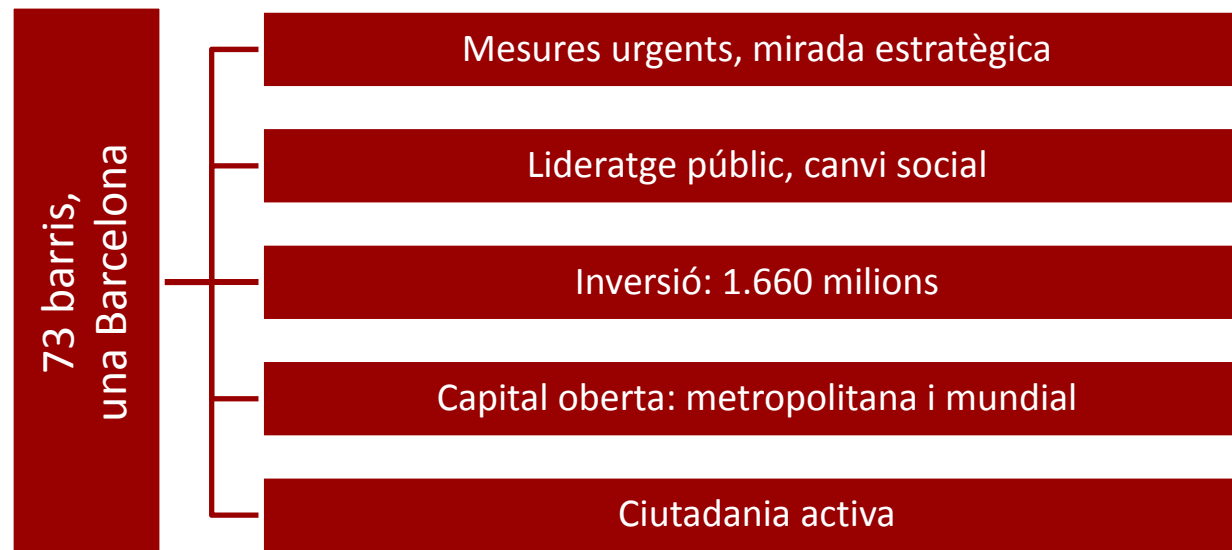 73 barris,
una Barcelona
Mesures urgents, mirada estratègica
Lideratge públic, canvi social
Inversió: 1.660 milions
Capital oberta: metropolitana i mundial
Ciutadania activa